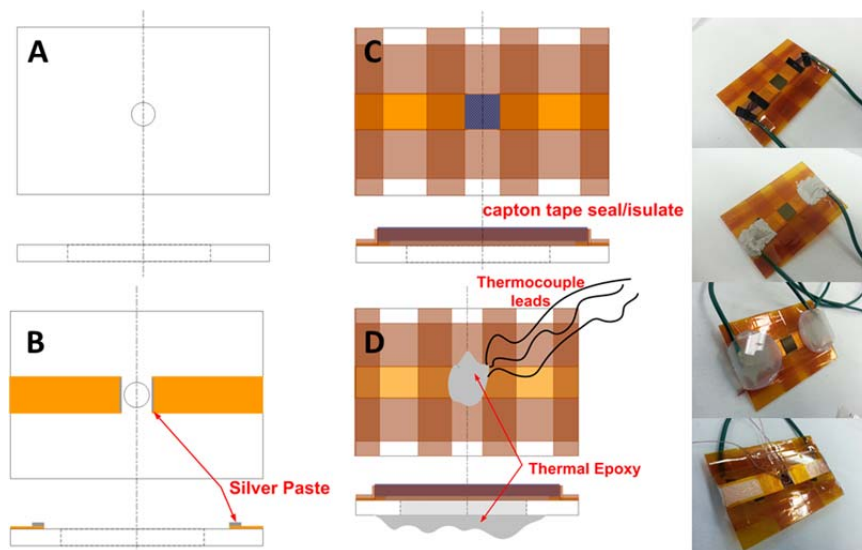 A
C
capton tape seal/isulate
Thermocouple
leads
B
D
Silver Paste
Thermal Epoxy